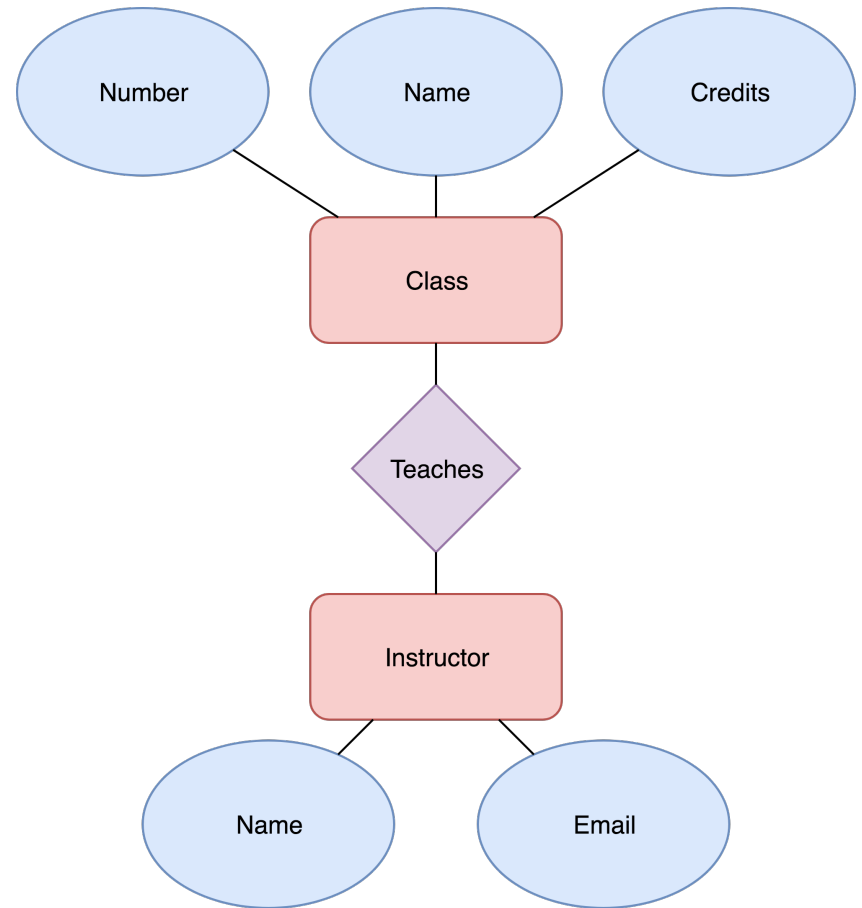 Number
Name
Credits
Class
Teaches
Instructor
Name
Email